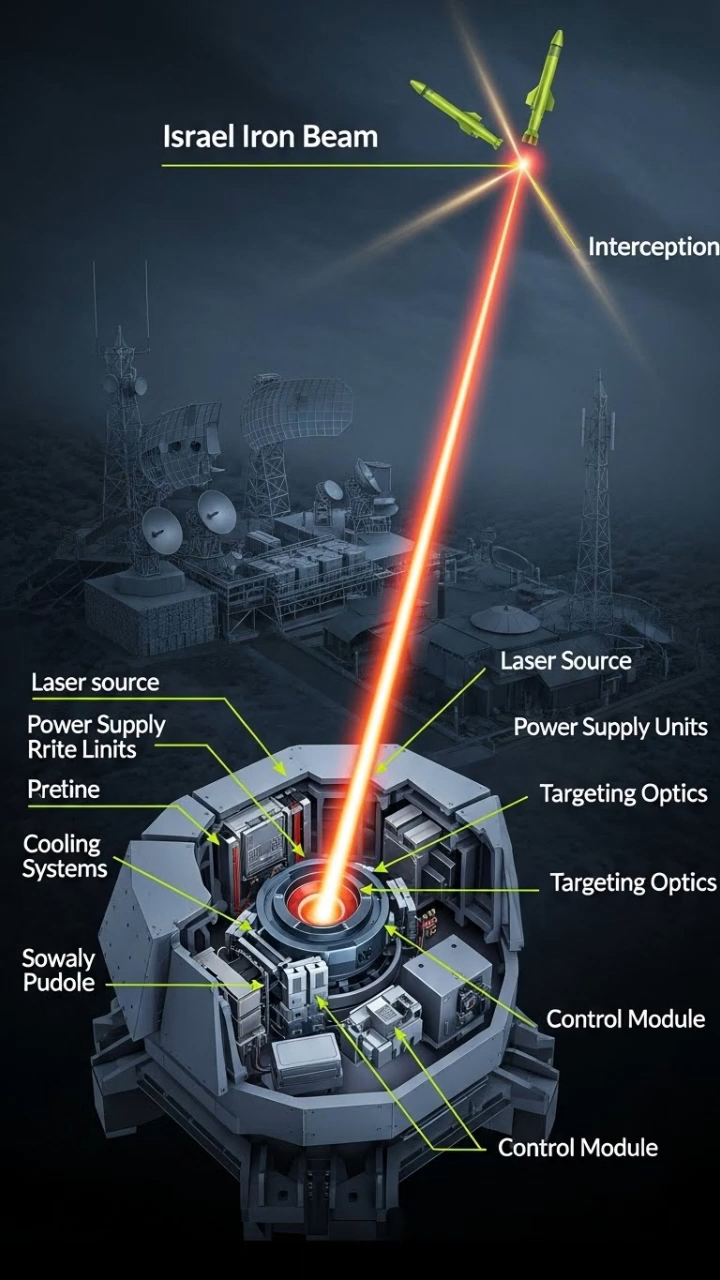 Israel Iron Beam
Interception
Laser source
Power Supply
Rrite Linits
Pretine
Cooling
Systems
Sowaly
Pudole
Laser Source
Power Supply Units
Targeting Optics
Targeting Optics
Control Module
Control Module